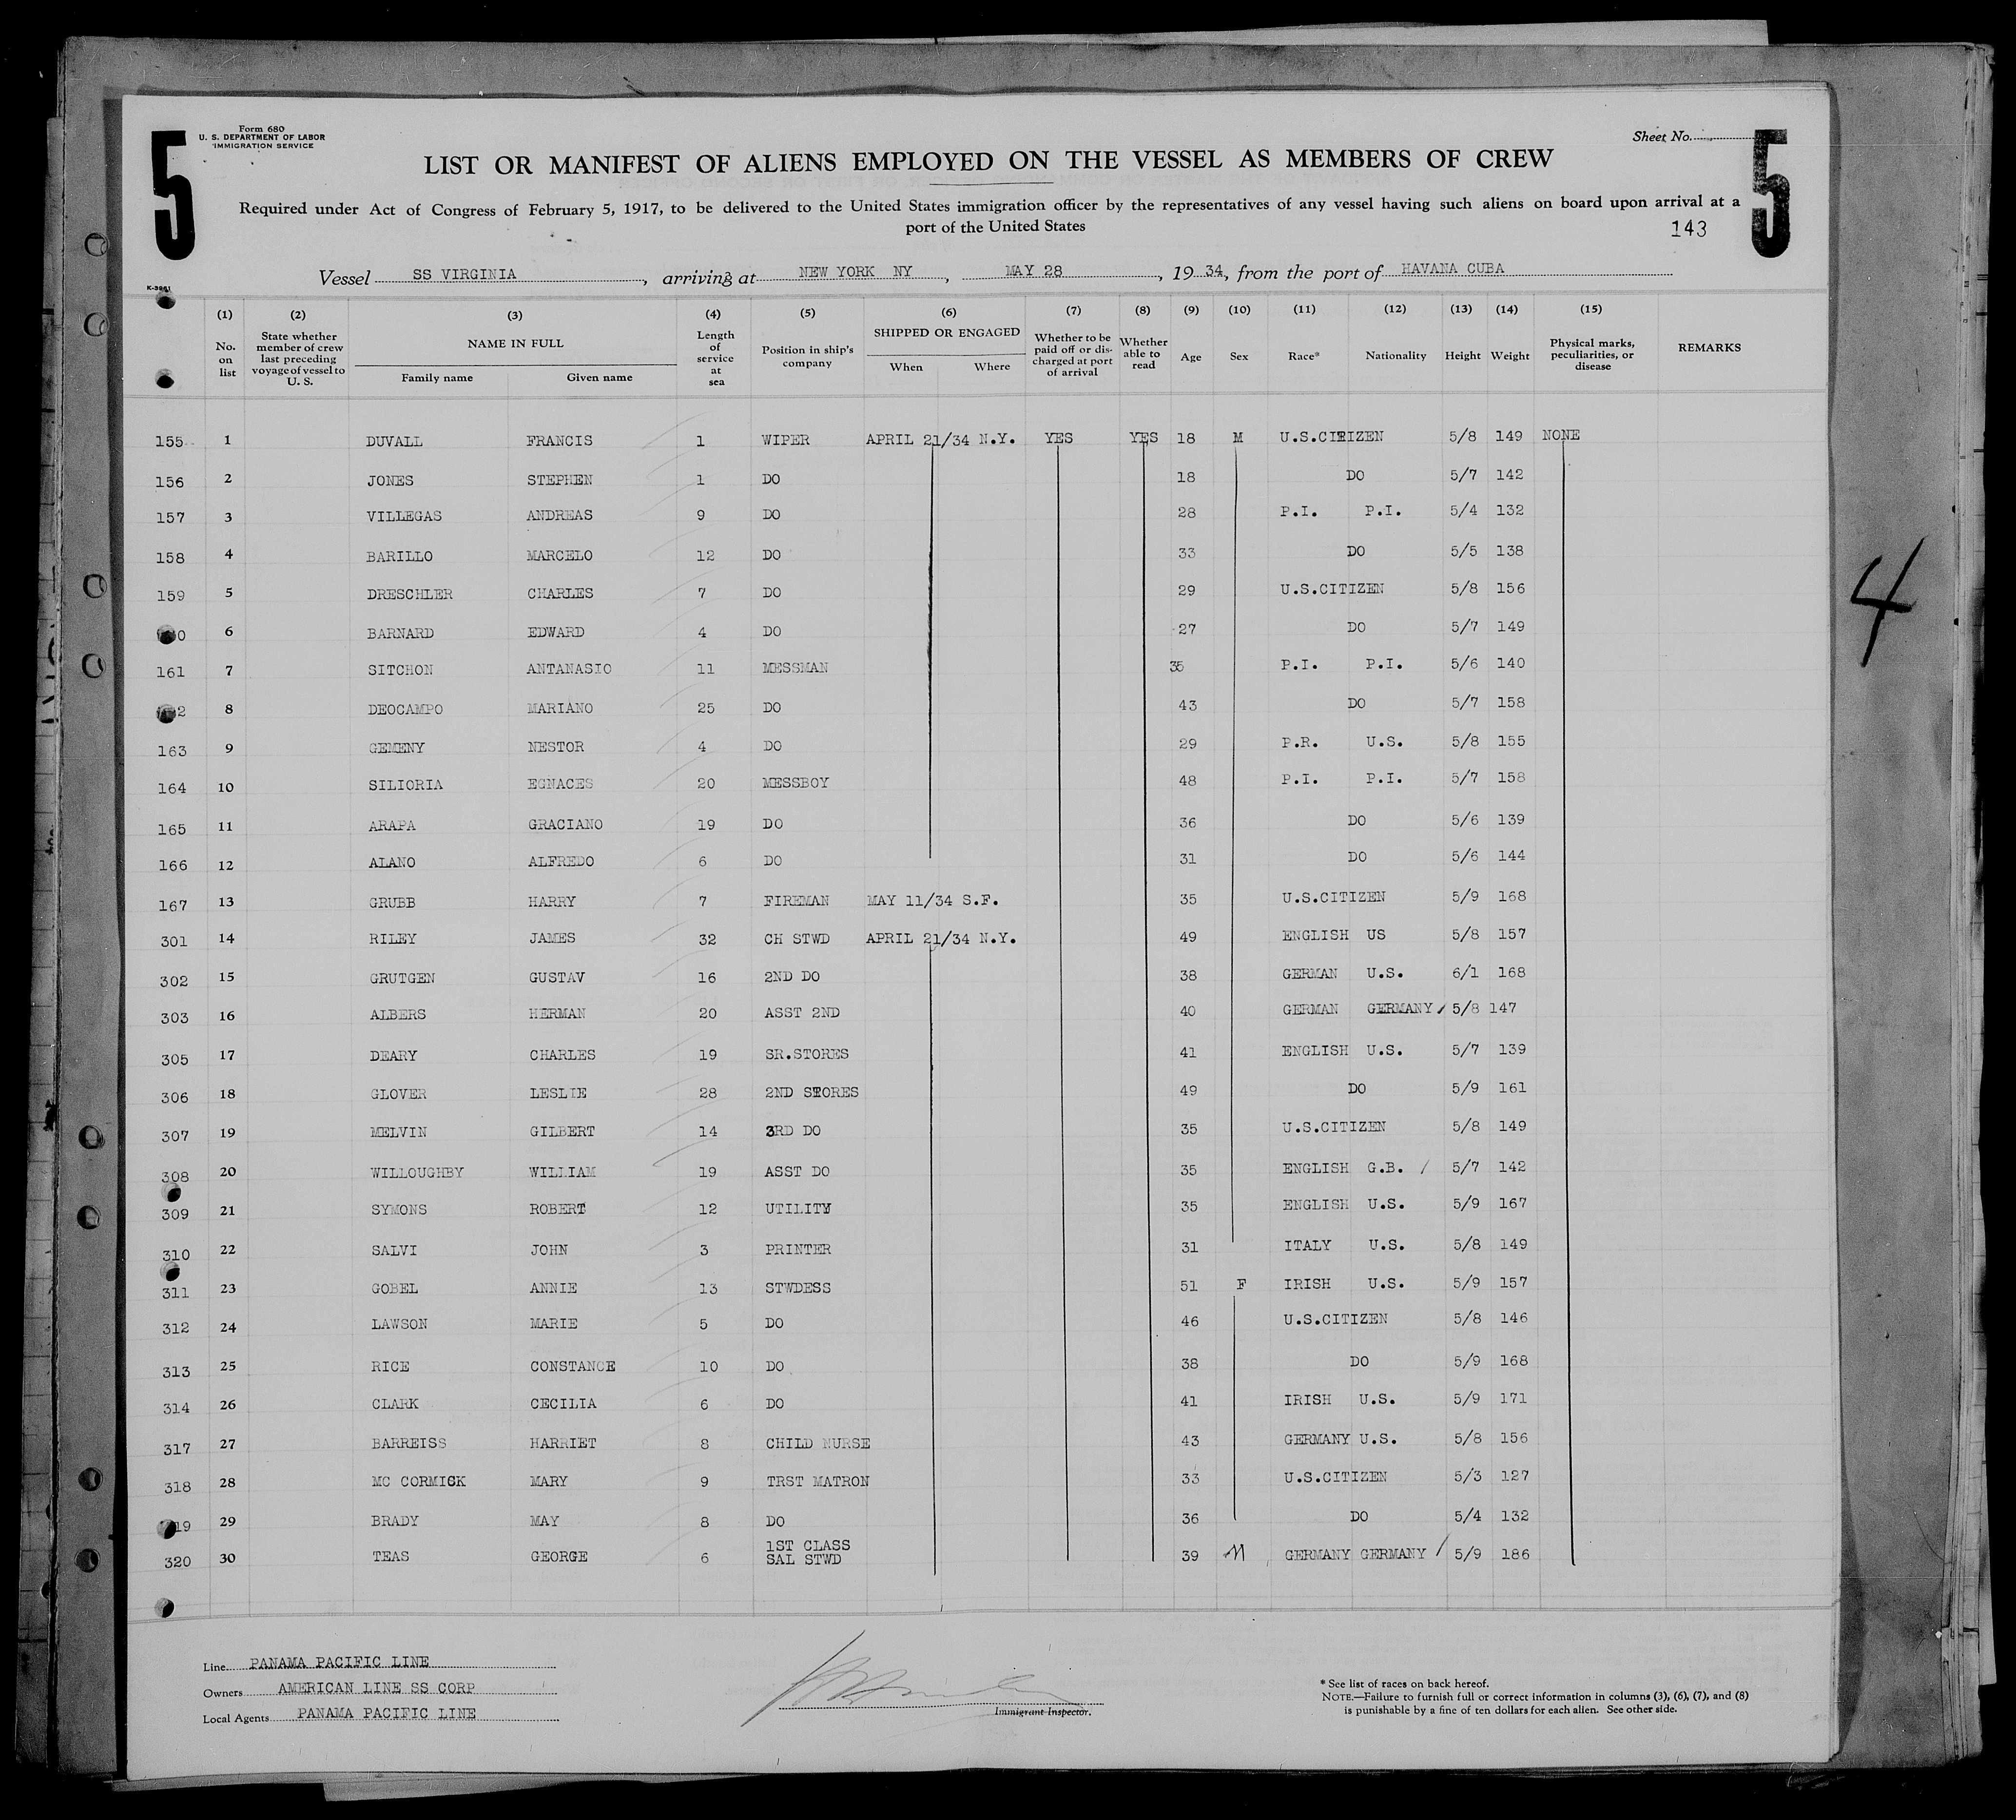 5
Form 680
U. S. DEPARTMENT OF LABOR
IMMIGRATION SERVICE
Sheet No.
5
LIST OR MANIFEST OF ALIENS EMPLOYED ON THE VESSEL AS MEMBERS OF CREW
Required under Act of Congress of February 5, 1917, to be delivered to the United States immigration officer by the representatives of any vessel having such aliens on board upon arrival at a
port of the United States
143
Vessel SS VIRGINIA, arriving at NEW YORK NY, MAY 28, 19 34, from the port of HAVANA CUBA
K-3961
(1) (2) (3) (4) (5) (6) (7) (8) (9) (10) (11) (12) (13) (14) (15)
No. on list State whether member of crew last preceding voyage of vessel to U. S. NAME IN FULL Family name Given name Length of service at sea Position in ship's company SHIPPED OR ENGAGED When Where Whether to be paid off or discharged at port of arrival Whether able to read Age Sex Race* Nationality Height Weight Physical marks, peculiarities, or disease REMARKS
155 1 DUVALL FRANCIS 1 WIPER APRIL 21/34 N.Y. YES YES 18 M U.S.CITIZEN 5/8 149 NONE
156 2 JONES STEPHEN 1 DO 18 DO 5/7 142
157 3 VILLEGAS ANDREAS 9 DO 28 P.I. P.I. 5/4 132
158 4 BARILLO MARCELO 12 DO 33 DO 5/5 138
159 5 DRESCHLER CHARLES 7 DO 29 U.S.CITIZEN 5/8 156
6 BARNARD EDWARD 4 DO 27 DO 5/7 149
161 7 SITCHON ANTANASIO 11 MESSMAN 35 P.I. P.I. 5/6 140
8 DEOCAMPO MARIANO 25 DO 43 DO 5/7 158
163 9 GEMENY NESTOR 4 DO 29 P.R. U.S. 5/8 155
164 10 SILIORIA EGNACES 20 MESSBOY 48 P.I. P.I. 5/7 158
165 11 ARAPA GRACIANO 19 DO 36 DO 5/6 139
166 12 ALANO ALFREDO 6 DO 31 DO 5/6 144
167 13 GRUBB HARRY 7 FIREMAN MAY 11/34 S.F. 35 U.S.CITIZEN 5/9 168
301 14 RILEY JAMES 32 CH STWD APRIL 21/34 N.Y. 49 ENGLISH US 5/8 157
302 15 GRUTGEN GUSTAV 16 2ND DO 38 GERMAN U.S. 6/1 168
303 16 ALBERS HERMAN 20 ASST 2ND 40 GERMAN GERMANY / 5/8 147
305 17 DEARY CHARLES 19 SR.STORES 41 ENGLISH U.S. 5/7 139
306 18 GLOVER LESLIE 28 2ND STORES 49 DO 5/9 161
307 19 MELVIN GILBERT 14 3RD DO 35 U.S.CITIZEN 5/8 149
308 20 WILLOUGHBY WILLIAM 19 ASST DO 35 ENGLISH G.B. / 5/7 142
309 21 SYMONS ROBERT 12 UTILITY 35 ENGLISH U.S. 5/9 167
310 22 SALVI JOHN 3 PRINTER 31 ITALY U.S. 5/8 149
311 23 GOBEL ANNIE 13 STWDESS 51 F IRISH U.S. 5/9 157
312 24 LAWSON MARIE 5 DO 46 U.S.CITIZEN 5/8 146
313 25 RICE CONSTANCE 10 DO 38 DO 5/9 168
314 26 CLARK CECILIA 6 DO 41 IRISH U.S. 5/9 171
317 27 BARREISS HARRIET 8 CHILD NURSE 43 GERMANY U.S. 5/8 156
318 28 MC CORMICK MARY 9 TRST MATRON 33 U.S.CITIZEN 5/3 127
29 BRADY MAY 8 DO 36 DO 5/4 132
320 30 TEAS GEORGE 6 1ST CLASS SAL STWD 39 M GERMANY GERMANY / 5/9 186
4
Line PANAMA PACIFIC LINE
Owners AMERICAN LINE SS CORP
Local Agents PANAMA PACIFIC LINE
Immigrant Inspector.
* See list of races on back hereof.
NOTE.—Failure to furnish full or correct information in columns (3), (6), (7), and (8)
is punishable by a fine of ten dollars for each alien. See other side.